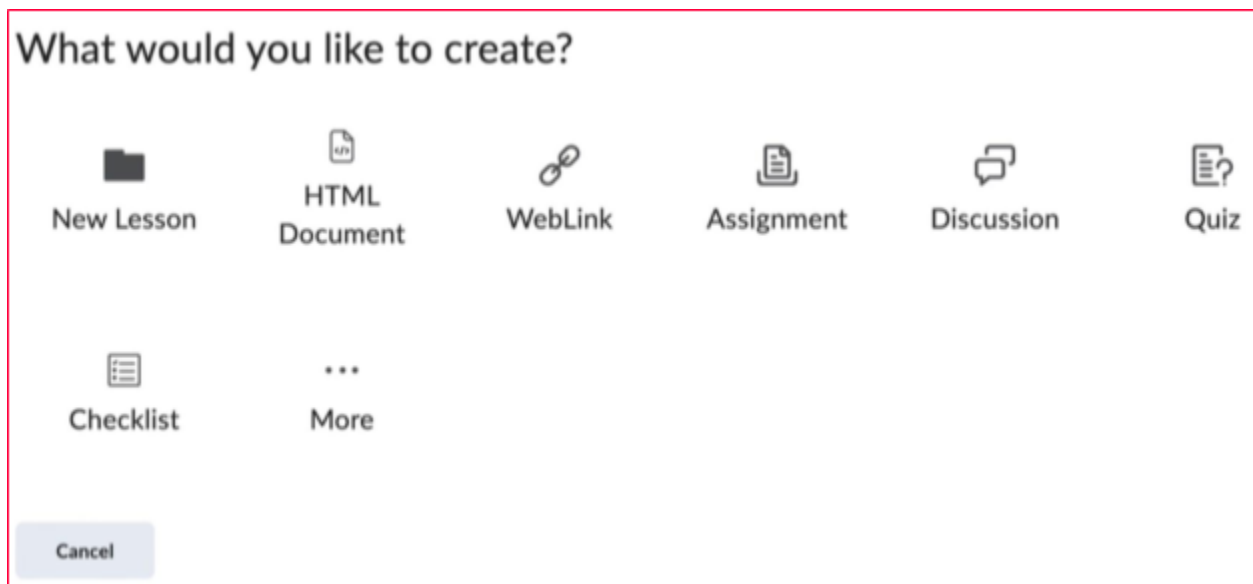 What would you like to create?
New Lesson
HTML
Document
WebLink
Assignment
Discussion
Quiz
Checklist
More
Cancel